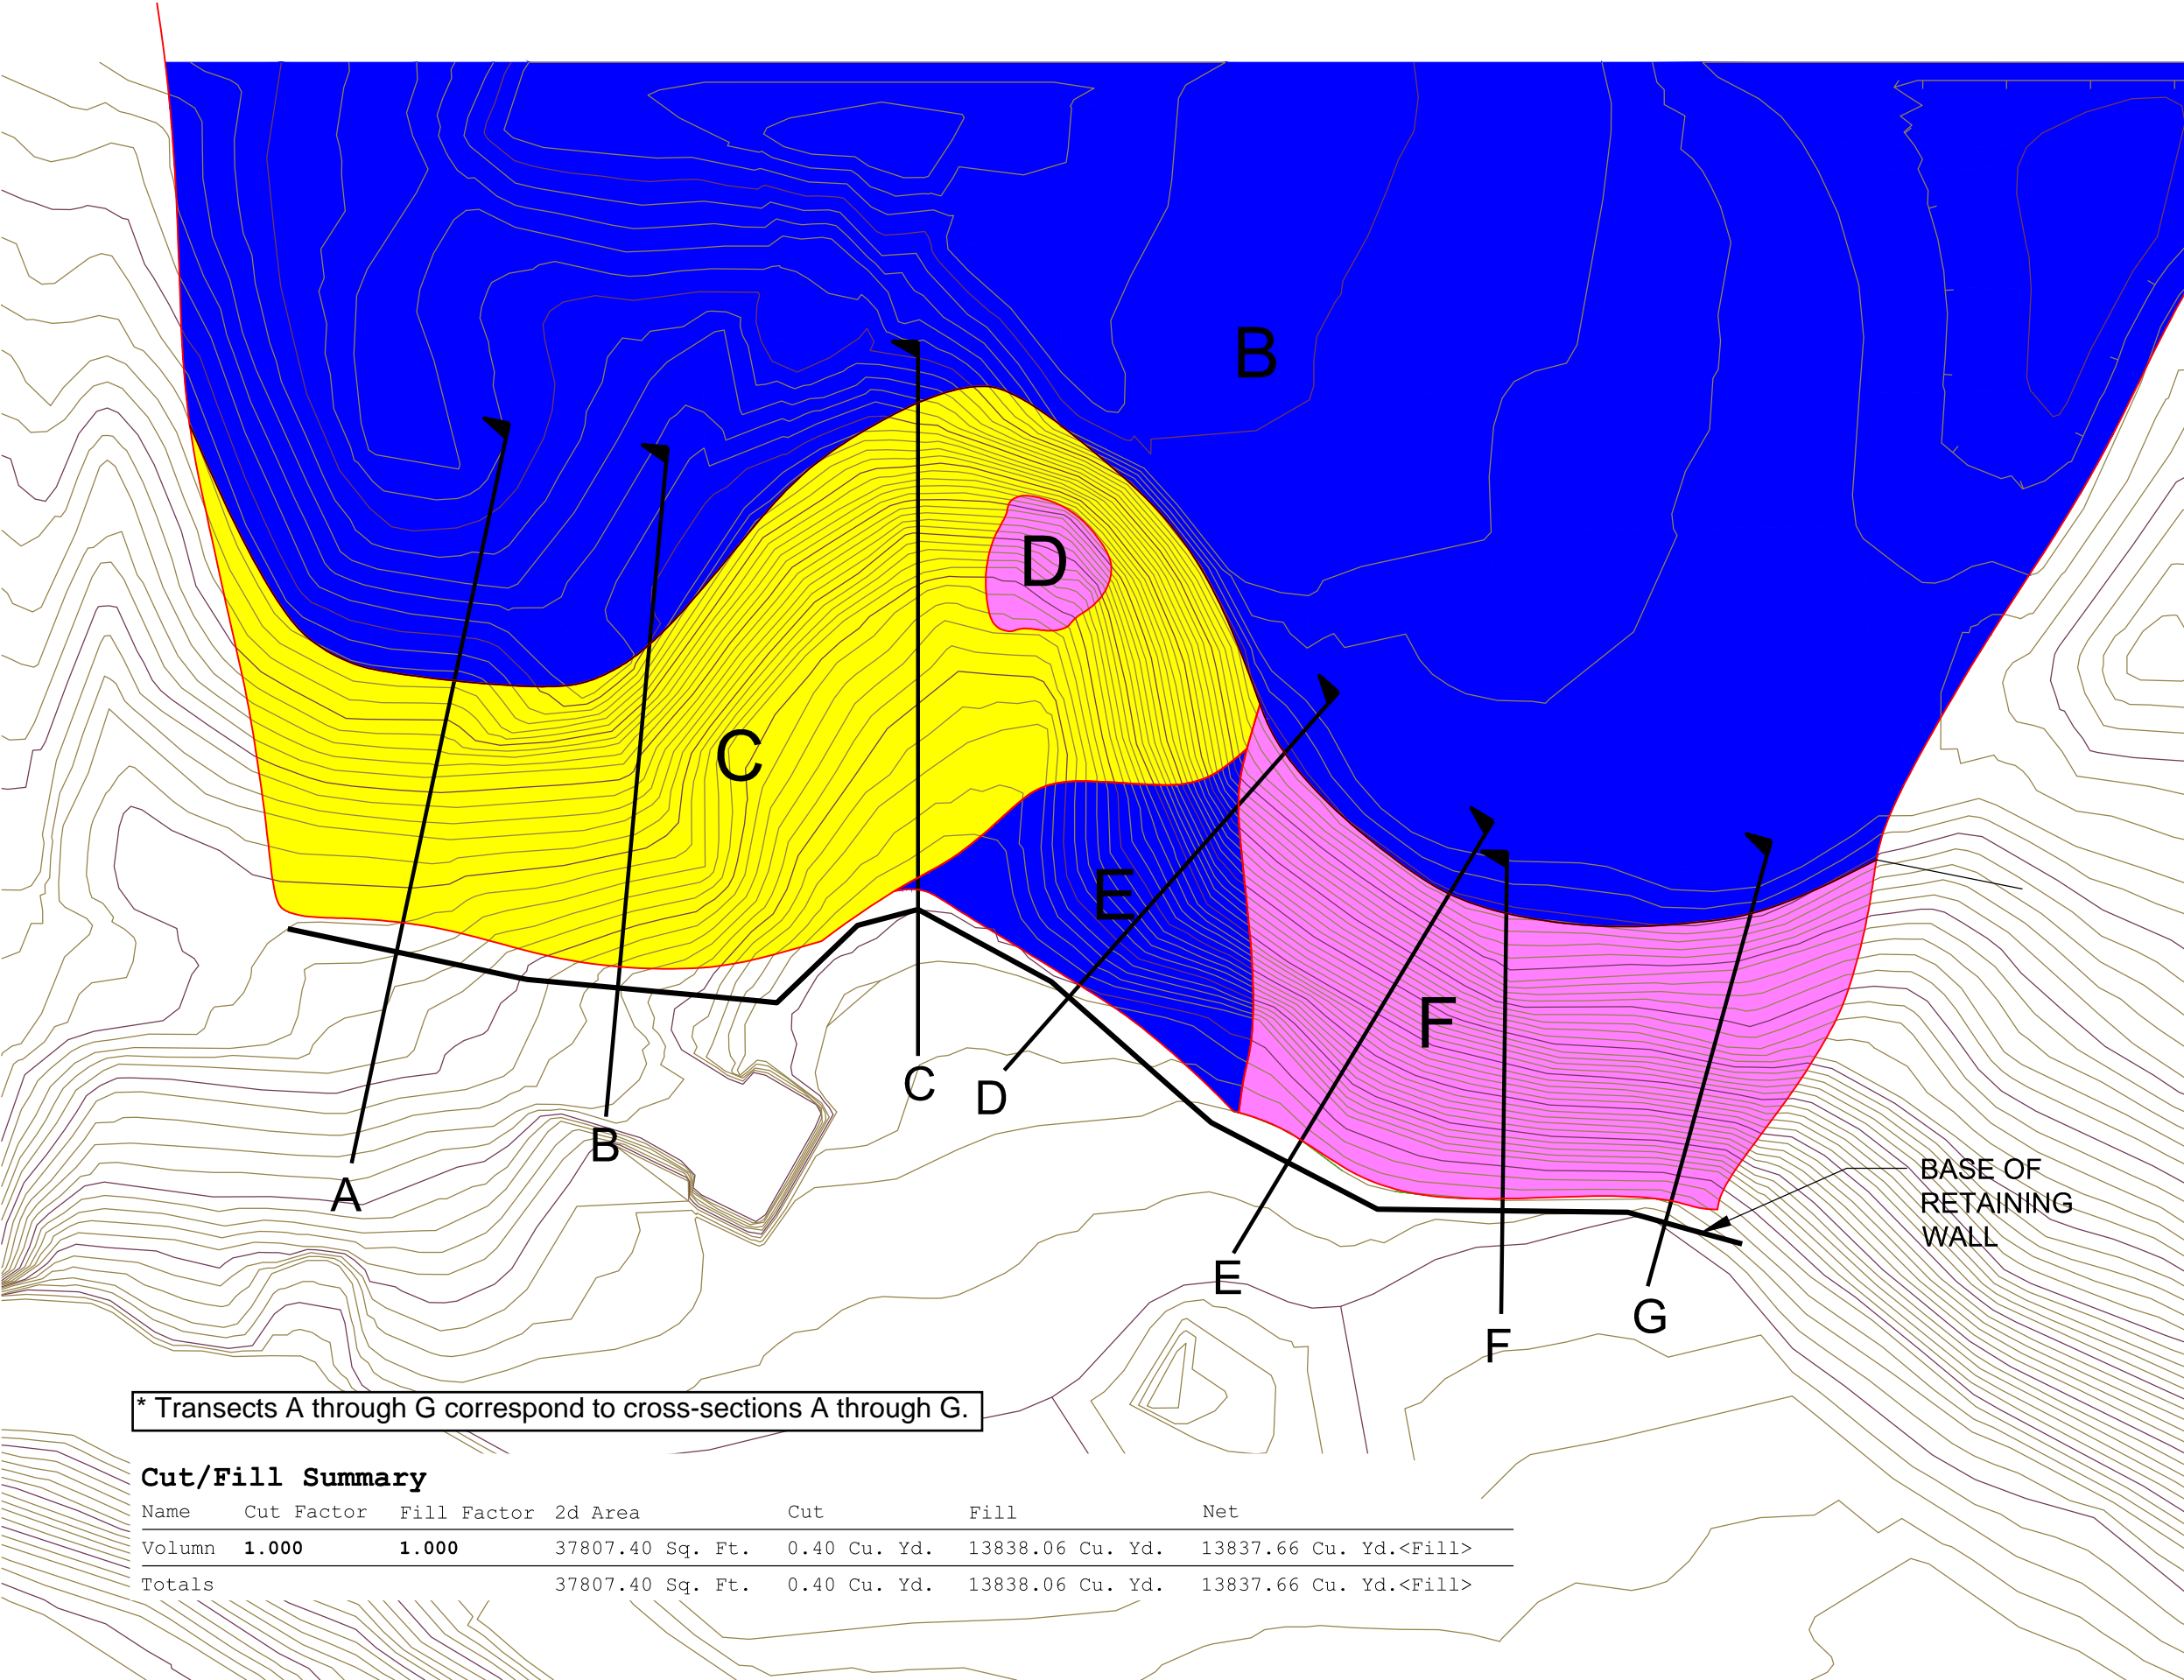 B
D
C
E
F
C
D
B
A
E
F
G
BASE OF
RETAINING
WALL
* Transects A through G correspond to cross-sections A through G.
Cut/Fill Summary
Name Cut Factor Fill Factor 2d Area Cut Fill Net
Volumn 1.000 1.000 37807.40 Sq. Ft. 0.40 Cu. Yd. 13838.06 Cu. Yd. 13837.66 Cu. Yd.<Fill>
Totals 37807.40 Sq. Ft. 0.40 Cu. Yd. 13838.06 Cu. Yd. 13837.66 Cu. Yd.<Fill>